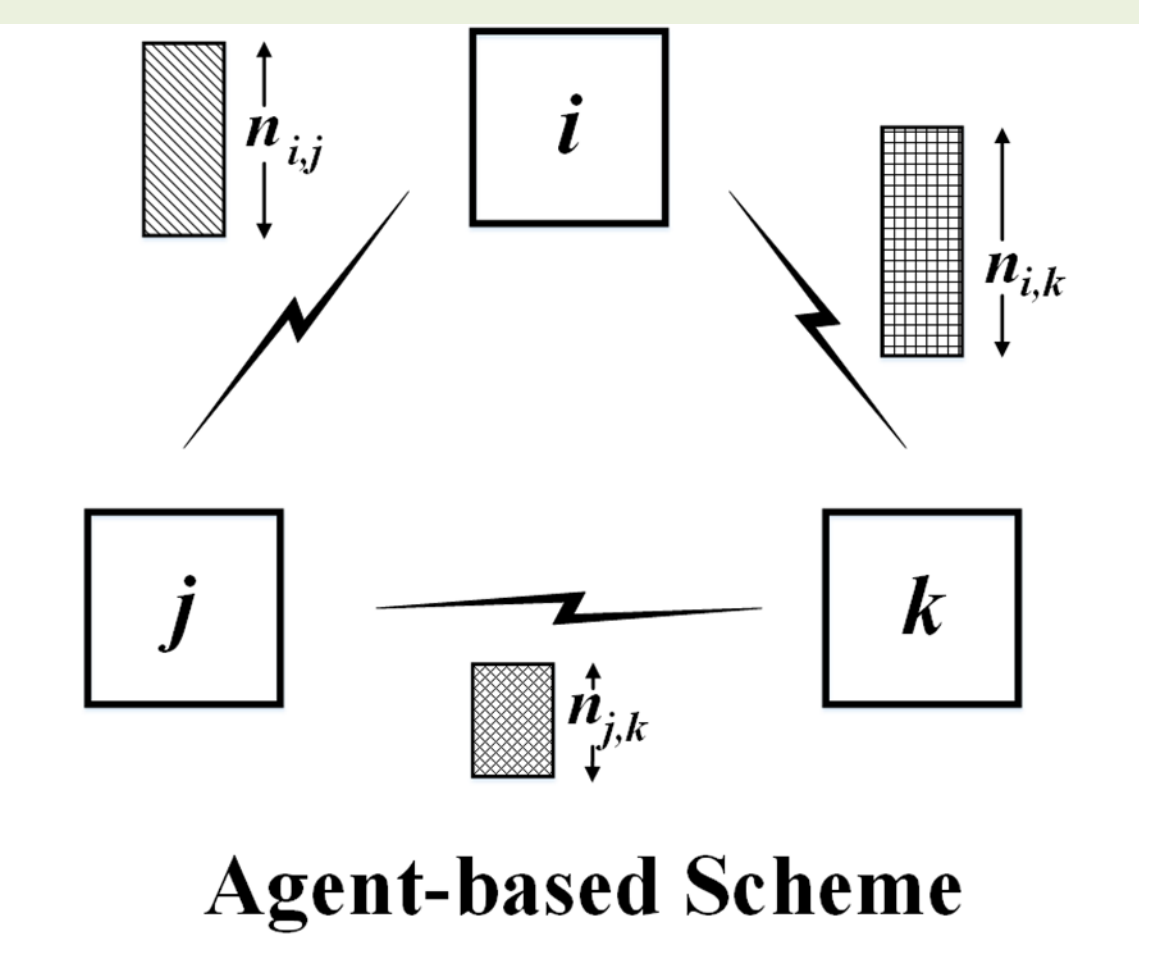 i
n i,j
n i,k
j
k
n j,k
Agent-based Scheme